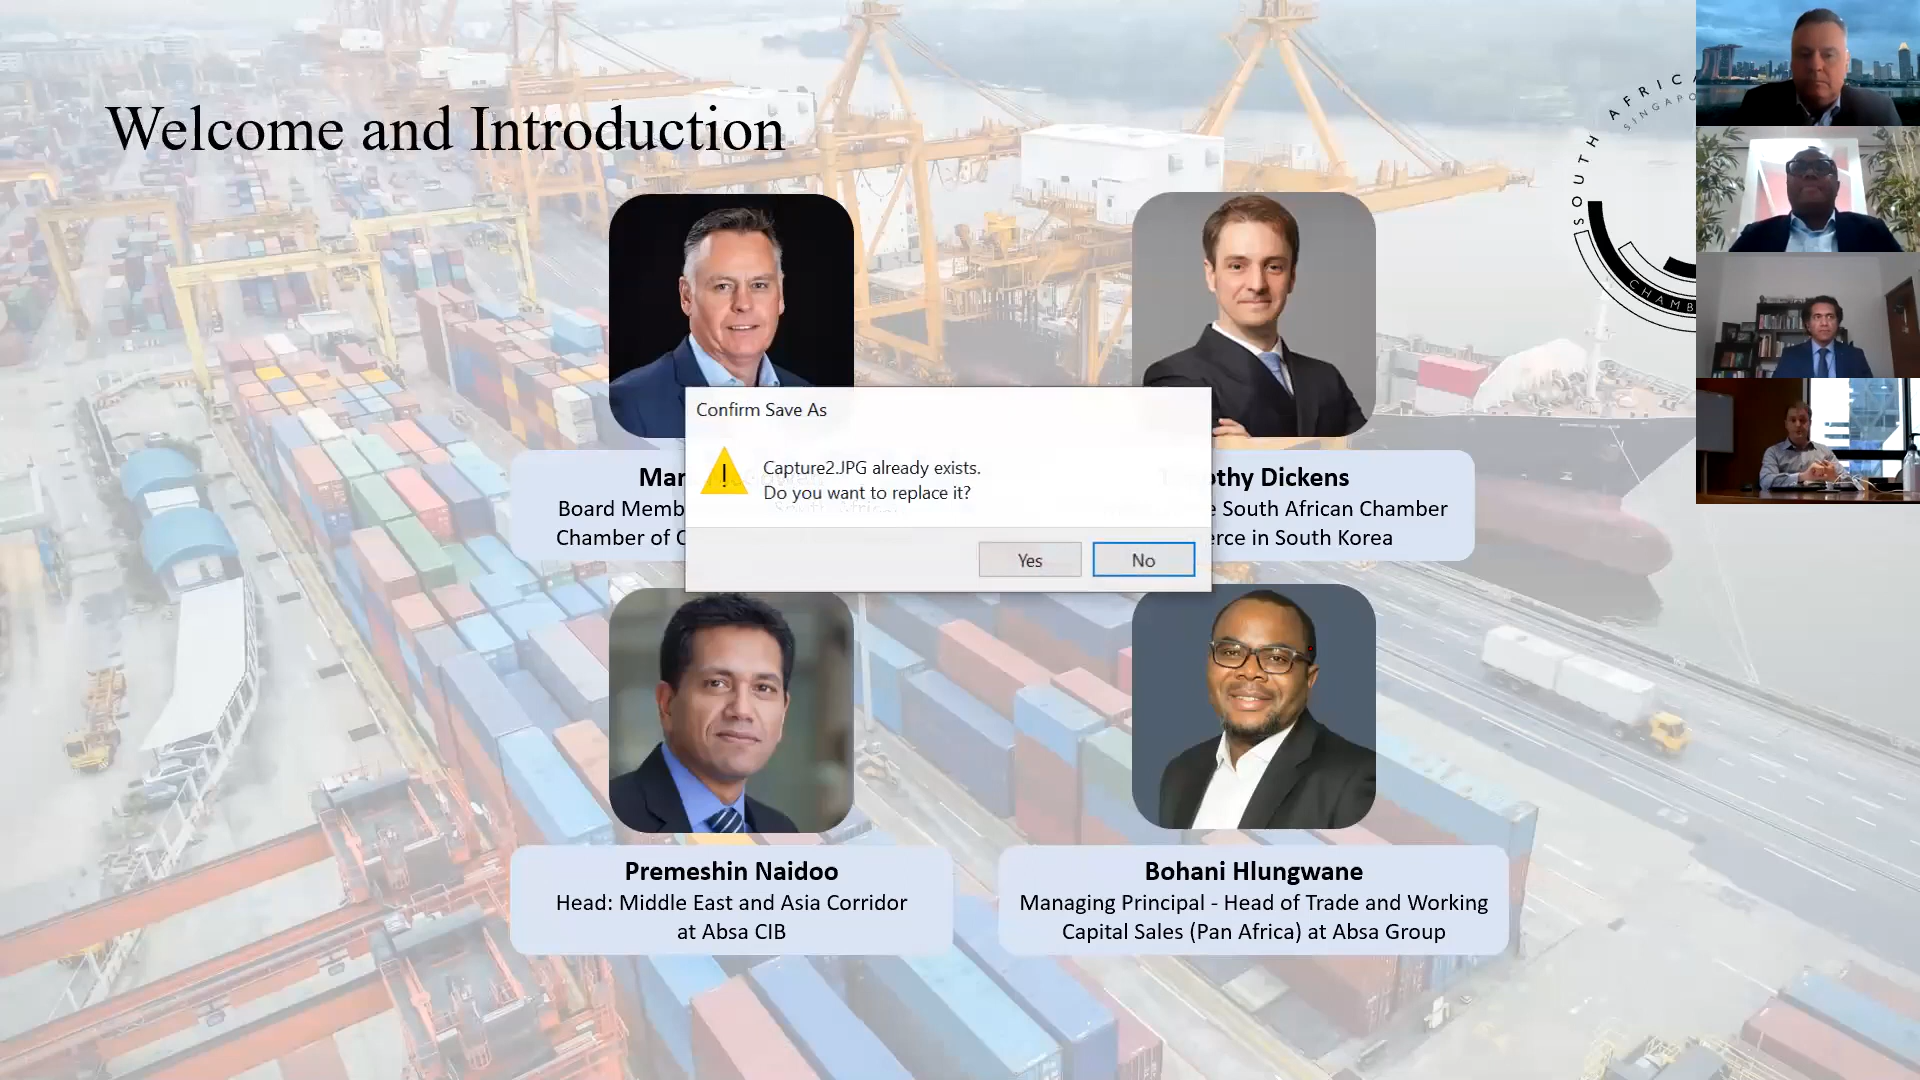 Welcome and Introduction
SOUTH AFRICA
SINGAPO
CHAMB
Confirm Save As
Capture2.JPG already exists.
Do you want to replace it?
Yes
No
Mar
Board Memb
Chamber of C
othy Dickens
e South African Chamber
erce in South Korea
Premeshin Naidoo
Head: Middle East and Asia Corridor
at Absa CIB
Bohani Hlungwane
Managing Principal - Head of Trade and Working
Capital Sales (Pan Africa) at Absa Group